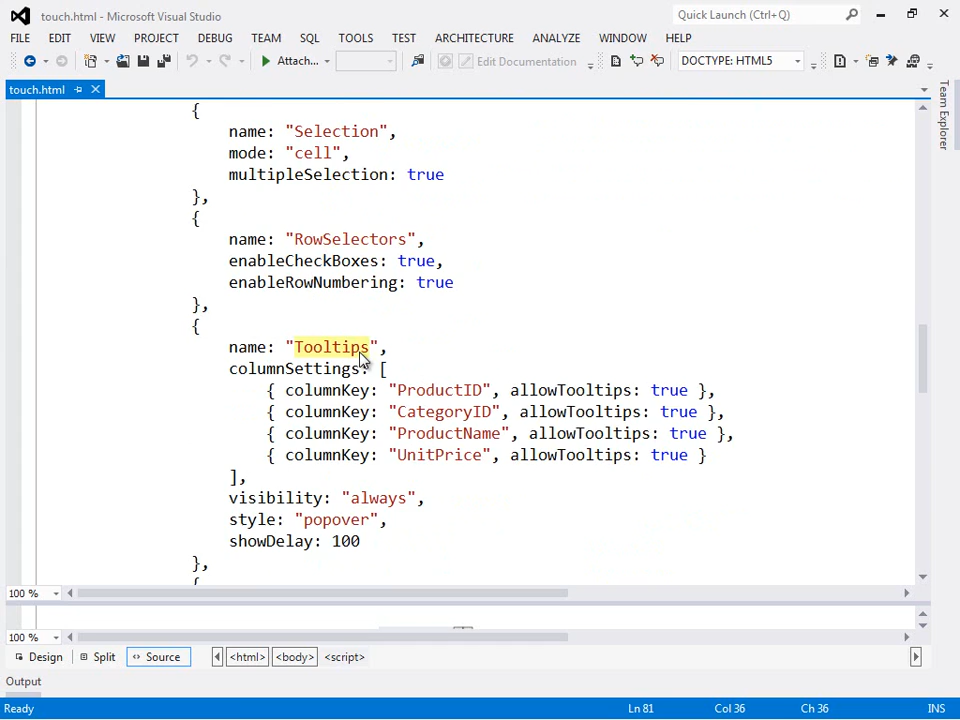 touch.html - Microsoft Visual Studio
Quick Launch (Ctrl+Q)
FILE EDIT VIEW PROJECT DEBUG TEAM SQL TOOLS TEST ARCHITECTURE ANALYZE WINDOW HELP
Attach... Edit Documentation DOCTYPE: HTML5
touch.html
Team Explorer
{
name: "Selection",
mode: "cell",
multipleSelection: true
},
{
name: "RowSelectors",
enableCheckBoxes: true,
enableRowNumbering: true
},
{
name: "Tooltips",
columnSettings: [
{ columnKey: "ProductID", allowTooltips: true },
{ columnKey: "CategoryID", allowTooltips: true },
{ columnKey: "ProductName", allowTooltips: true },
{ columnKey: "UnitPrice", allowTooltips: true }
],
visibility: "always",
style: "popover",
showDelay: 100
},
{
100 %
100 %
Design Split Source <html> <body> <script>
Output
Ready Ln 81 Col 36 Ch 36 INS